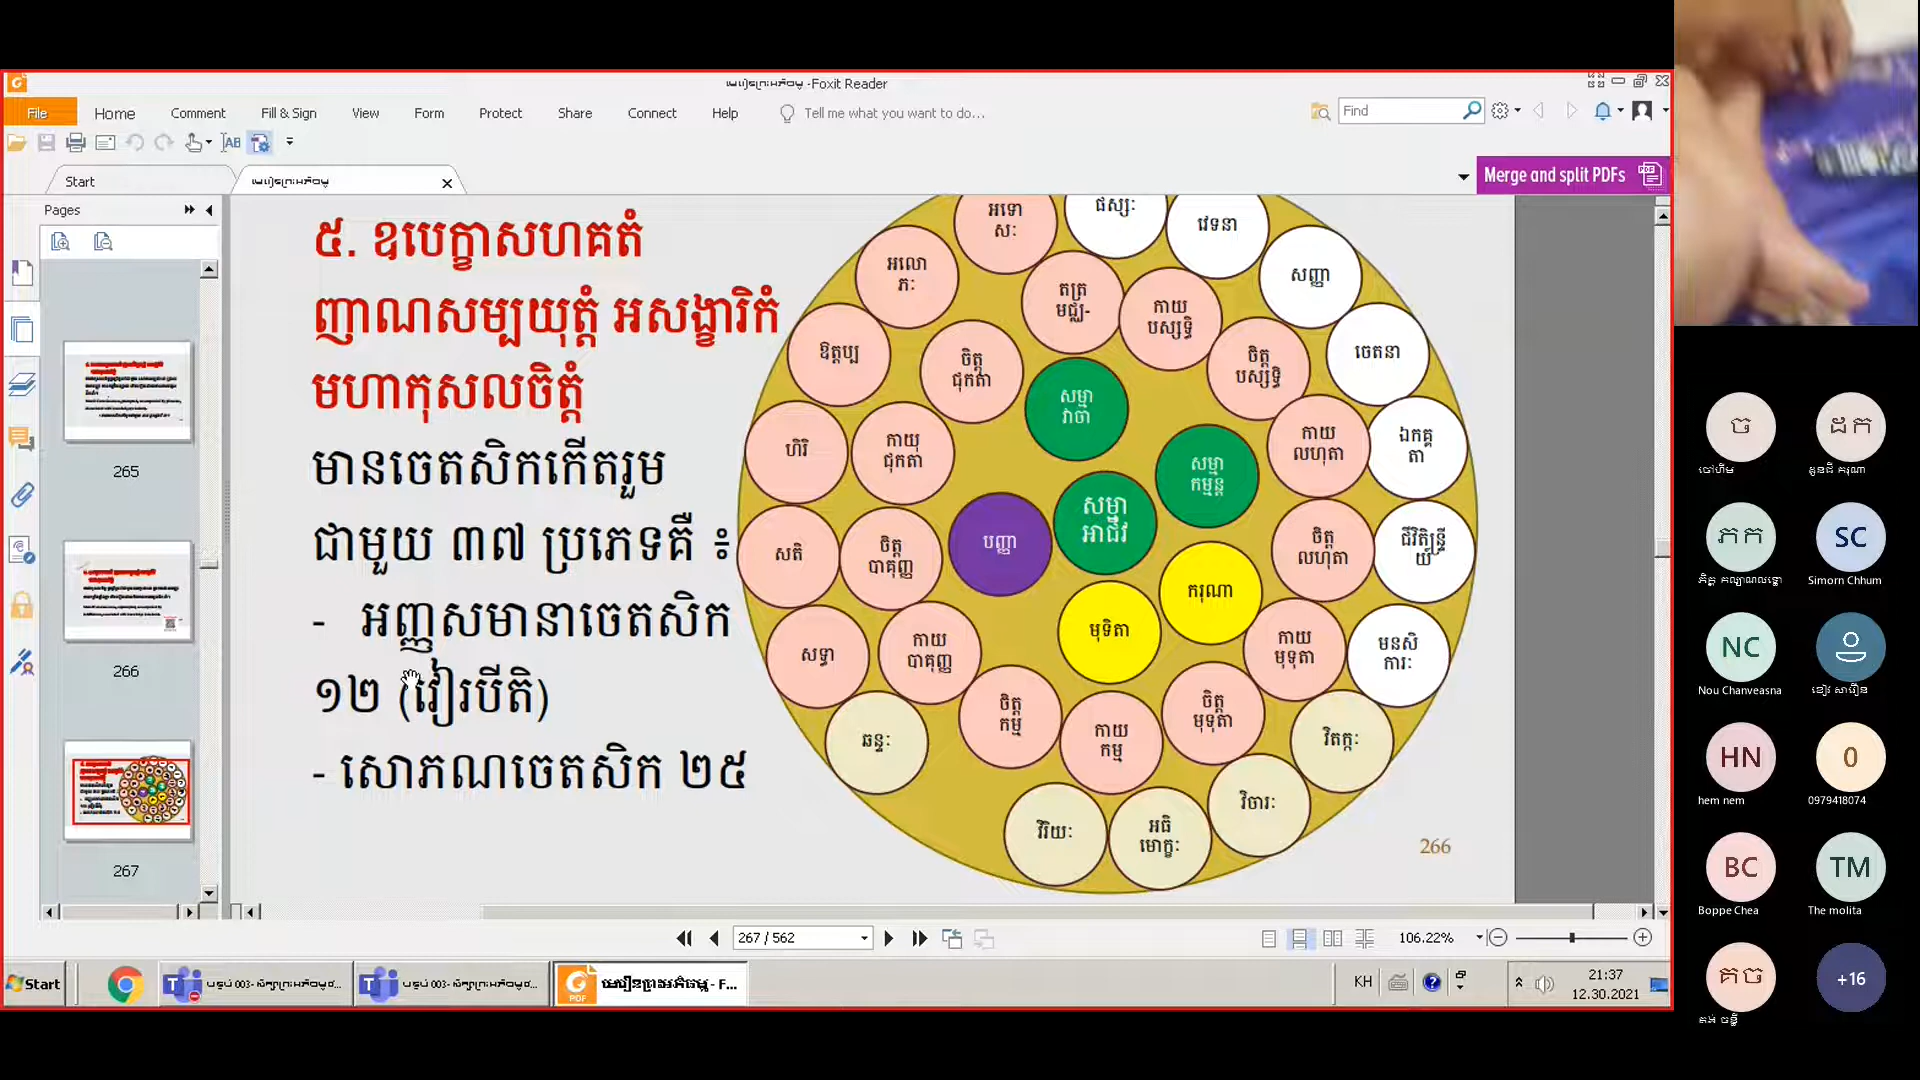 -Foxit Reader
File
Home
Comment
Fill & Sign
View
Form
Protect
Share
Connect
Help
Tell me what you want to do...
Find
Start
Merge and split PDFs
Pages
265
266
267
៥. ឧបេក្ខាសហគតំ
ញាណសម្បយុត្តំ អសង្ខារិកំ
មហាកុសលចិត្តំ
មានចេតសិកកើតរួម
ជាមួយ ៣៧ ប្រភេទគឺ ៖
- អញ្ញសមានាចេតសិក
១២ (វៀរបីតិ)
- សោភណចេតសិក ២៥
អទោ
សៈ
ផស្សៈ
វេទនា
សញ្ញា
ចេតនា
ឯកគ្គ
តា
ជីវិតិន្ទ្រី
យ៍
មនសិ
ការៈ
វិតក្កៈ
វិចារៈ
អធិ
មោក្ខៈ
វីរិយៈ
ឆន្ទៈ
សទ្ធា
សតិ
ហិរិ
ឱត្តប្ប
អលោ
ភៈ
តត្រ
មជ្ឈ-
កាយ
បស្សទ្ធិ
ចិត្ត
បស្សទ្ធិ
កាយ
លហុតា
ចិត្ត
លហុតា
កាយ
មុទុតា
ចិត្ត
មុទុតា
កាយ
កម្ម
ចិត្ត
កម្ម
កាយ
បាគុញ្ញ
ចិត្ត
បាគុញ្ញ
កាយុ
ជុកតា
ចិត្តុ
ជុកតា
សម្មា
វាចា
សម្មា
កម្មន្ត
សម្មា
អាជីវ
បញ្ញា
ករុណា
មុទិតា
266
267 / 562
106.22%
Start
KH
21:37
12.30.2021
ច
ដក
ភក
SC
Simorn Chhum
NC
Nou Chanveasna
HN
hem nem
0
0979418074
BC
Boppe Chea
TM
The molita
គច
+16